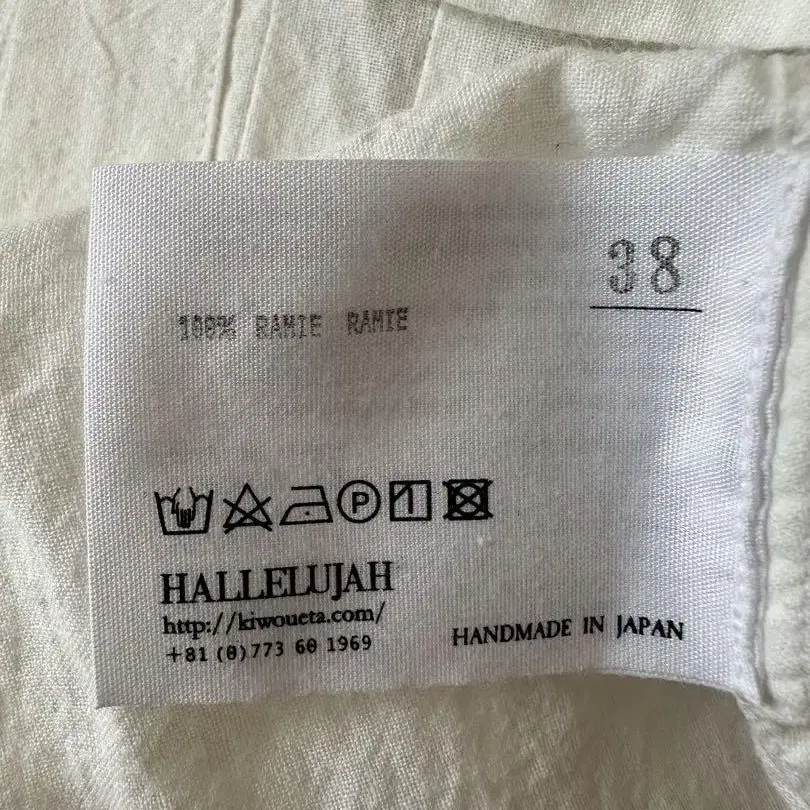 38
100% RAMIE RAMIE
P
HALLELUJAH
http://kiwoueta.com/
+81 (0)773 60 1969
HANDMADE IN JAPAN